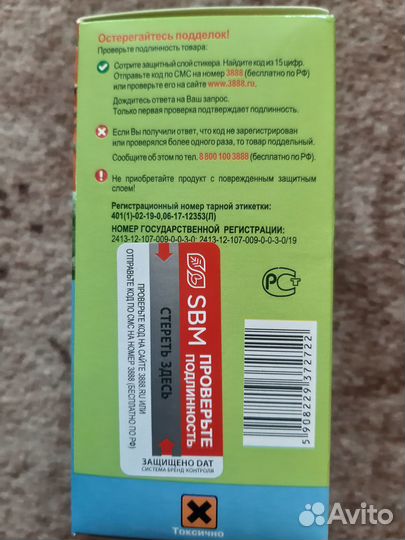 Остерегайтесь подделок!
Проверьте подлинность товара:
Сотрите защитный слой стикера. Найдите код из 15 цифр.
Отправьте код по СМС на номер 3888 (бесплатно по РФ)
или проверьте его на сайте www.3888.ru.
Дождитесь ответа на Ваш запрос.
Только первая проверка подтверждает подлинность.
Если Вы получили ответ, что код не зарегистрирован
или проверялся более одного раза, то товар поддельный.
Сообщите об этом по тел. 8 800 100 3888 (бесплатно по РФ).
Не приобретайте продукт с поврежденным защитным
слоем!
Регистрационный номер тарной этикетки:
401(1)-02-19-0,06-17-12353(Л)
НОМЕР ГОСУДАРСТВЕННОЙ РЕГИСТРАЦИИ:
2413-12-107-009-0-0-3-0; 2413-12-107-009-0-0-3-0/19
ПРОВЕРЬТЕ КОД НА САЙТЕ 3888.RU ИЛИ
ОТПРАВЬТЕ КОД ПО СМС НА НОМЕР 3888 (БЕСПЛАТНО ПО РФ)
СТЕРЕТЬ ЗДЕСЬ
SBM ПРОВЕРЬТЕ
ПОДЛИННОСТЬ
ЗАЩИЩЕНО DAT
СИСТЕМА БРЕНД-КОНТРОЛЯ
РСТ
5 908229 372722
Токсично
Avito